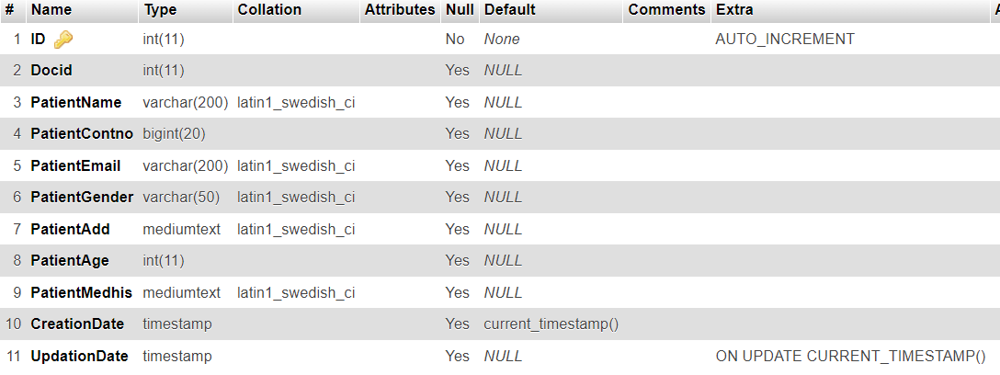 # Name Type Collation Attributes Null Default Comments Extra
1 ID int(11) No None AUTO_INCREMENT
2 Docid int(11) Yes NULL
3 PatientName varchar(200) latin1_swedish_ci Yes NULL
4 PatientContno bigint(20) Yes NULL
5 PatientEmail varchar(200) latin1_swedish_ci Yes NULL
6 PatientGender varchar(50) latin1_swedish_ci Yes NULL
7 PatientAdd mediumtext latin1_swedish_ci Yes NULL
8 PatientAge int(11) Yes NULL
9 PatientMedhis mediumtext latin1_swedish_ci Yes NULL
10 CreationDate timestamp Yes current_timestamp()
11 UpdationDate timestamp Yes NULL ON UPDATE CURRENT_TIMESTAMP()